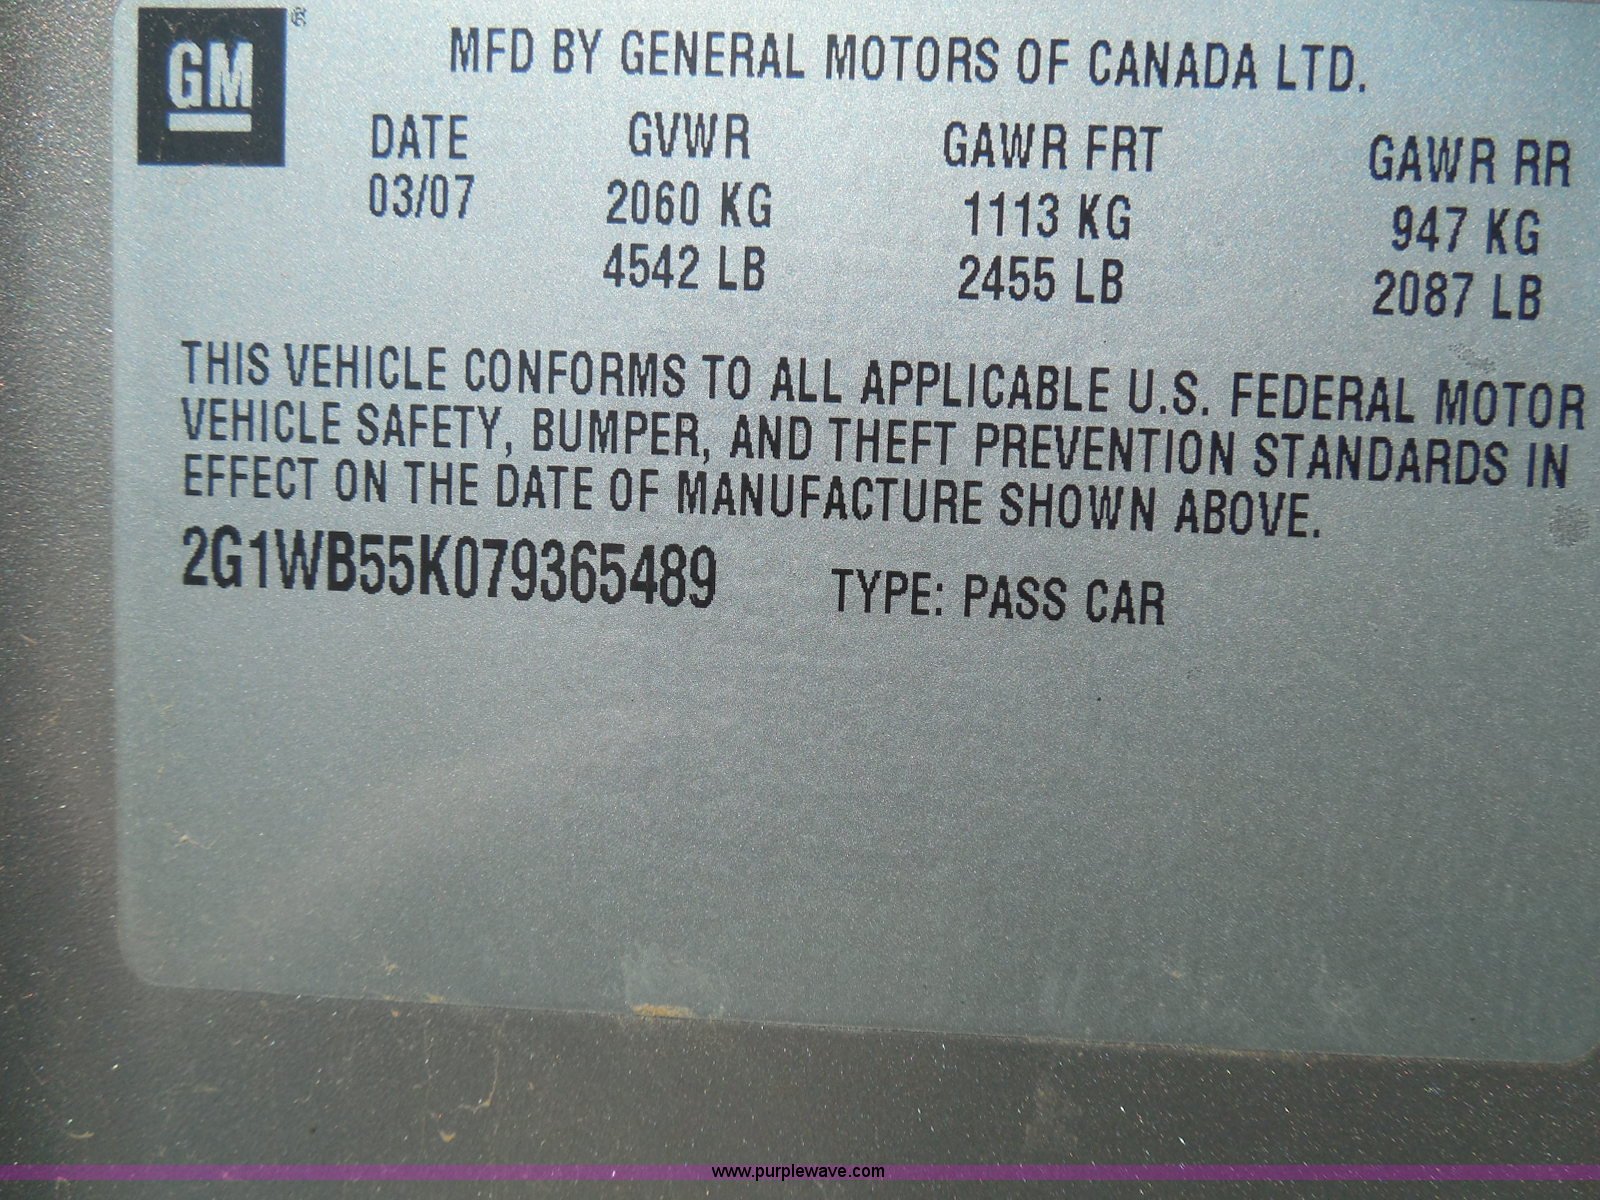 GM ®
MFD BY GENERAL MOTORS OF CANADA LTD.
DATE GVWR GAWR FRT GAWR RR
03/07 2060 KG 1113 KG 947 KG
4542 LB 2455 LB 2087 LB
THIS VEHICLE CONFORMS TO ALL APPLICABLE U.S. FEDERAL MOTOR
VEHICLE SAFETY, BUMPER, AND THEFT PREVENTION STANDARDS IN
EFFECT ON THE DATE OF MANUFACTURE SHOWN ABOVE.
2G1WB55K079365489 TYPE: PASS CAR
www.purplewave.com